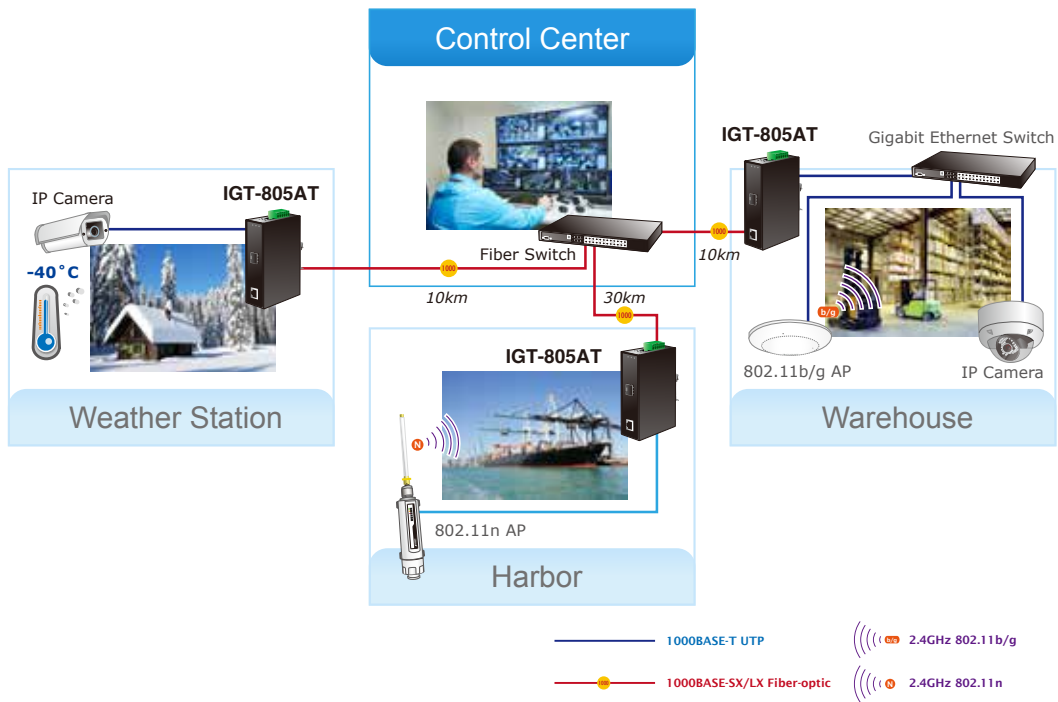 Control Center
IGT-805AT
Gigabit Ethernet Switch
IP Camera
IGT-805AT
-40°C
Fiber Switch
1000
10km
1000
10km
30km
1000
b/g
802.11b/g AP
IP Camera
Weather Station
Warehouse
IGT-805AT
N
802.11n AP
Harbor
1000BASE-T UTP
b/g
2.4GHz 802.11b/g
1000
1000BASE-SX/LX Fiber-optic
N
2.4GHz 802.11n